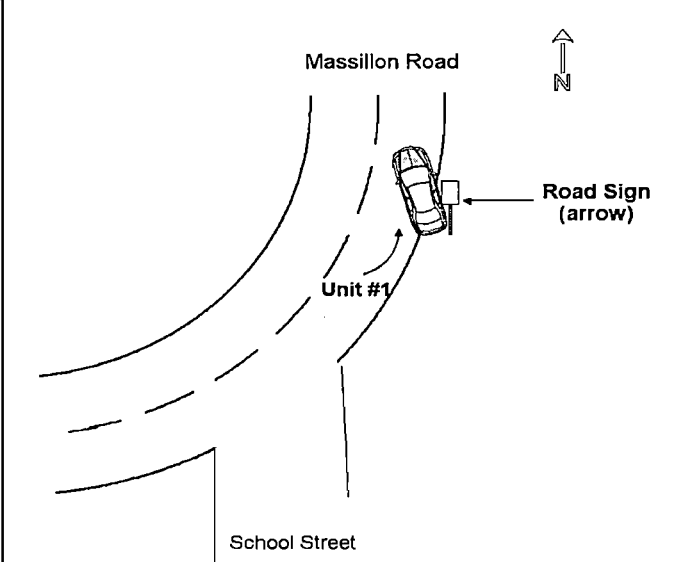 Massillon Road
N
Road Sign
(arrow)
Unit #1
School Street